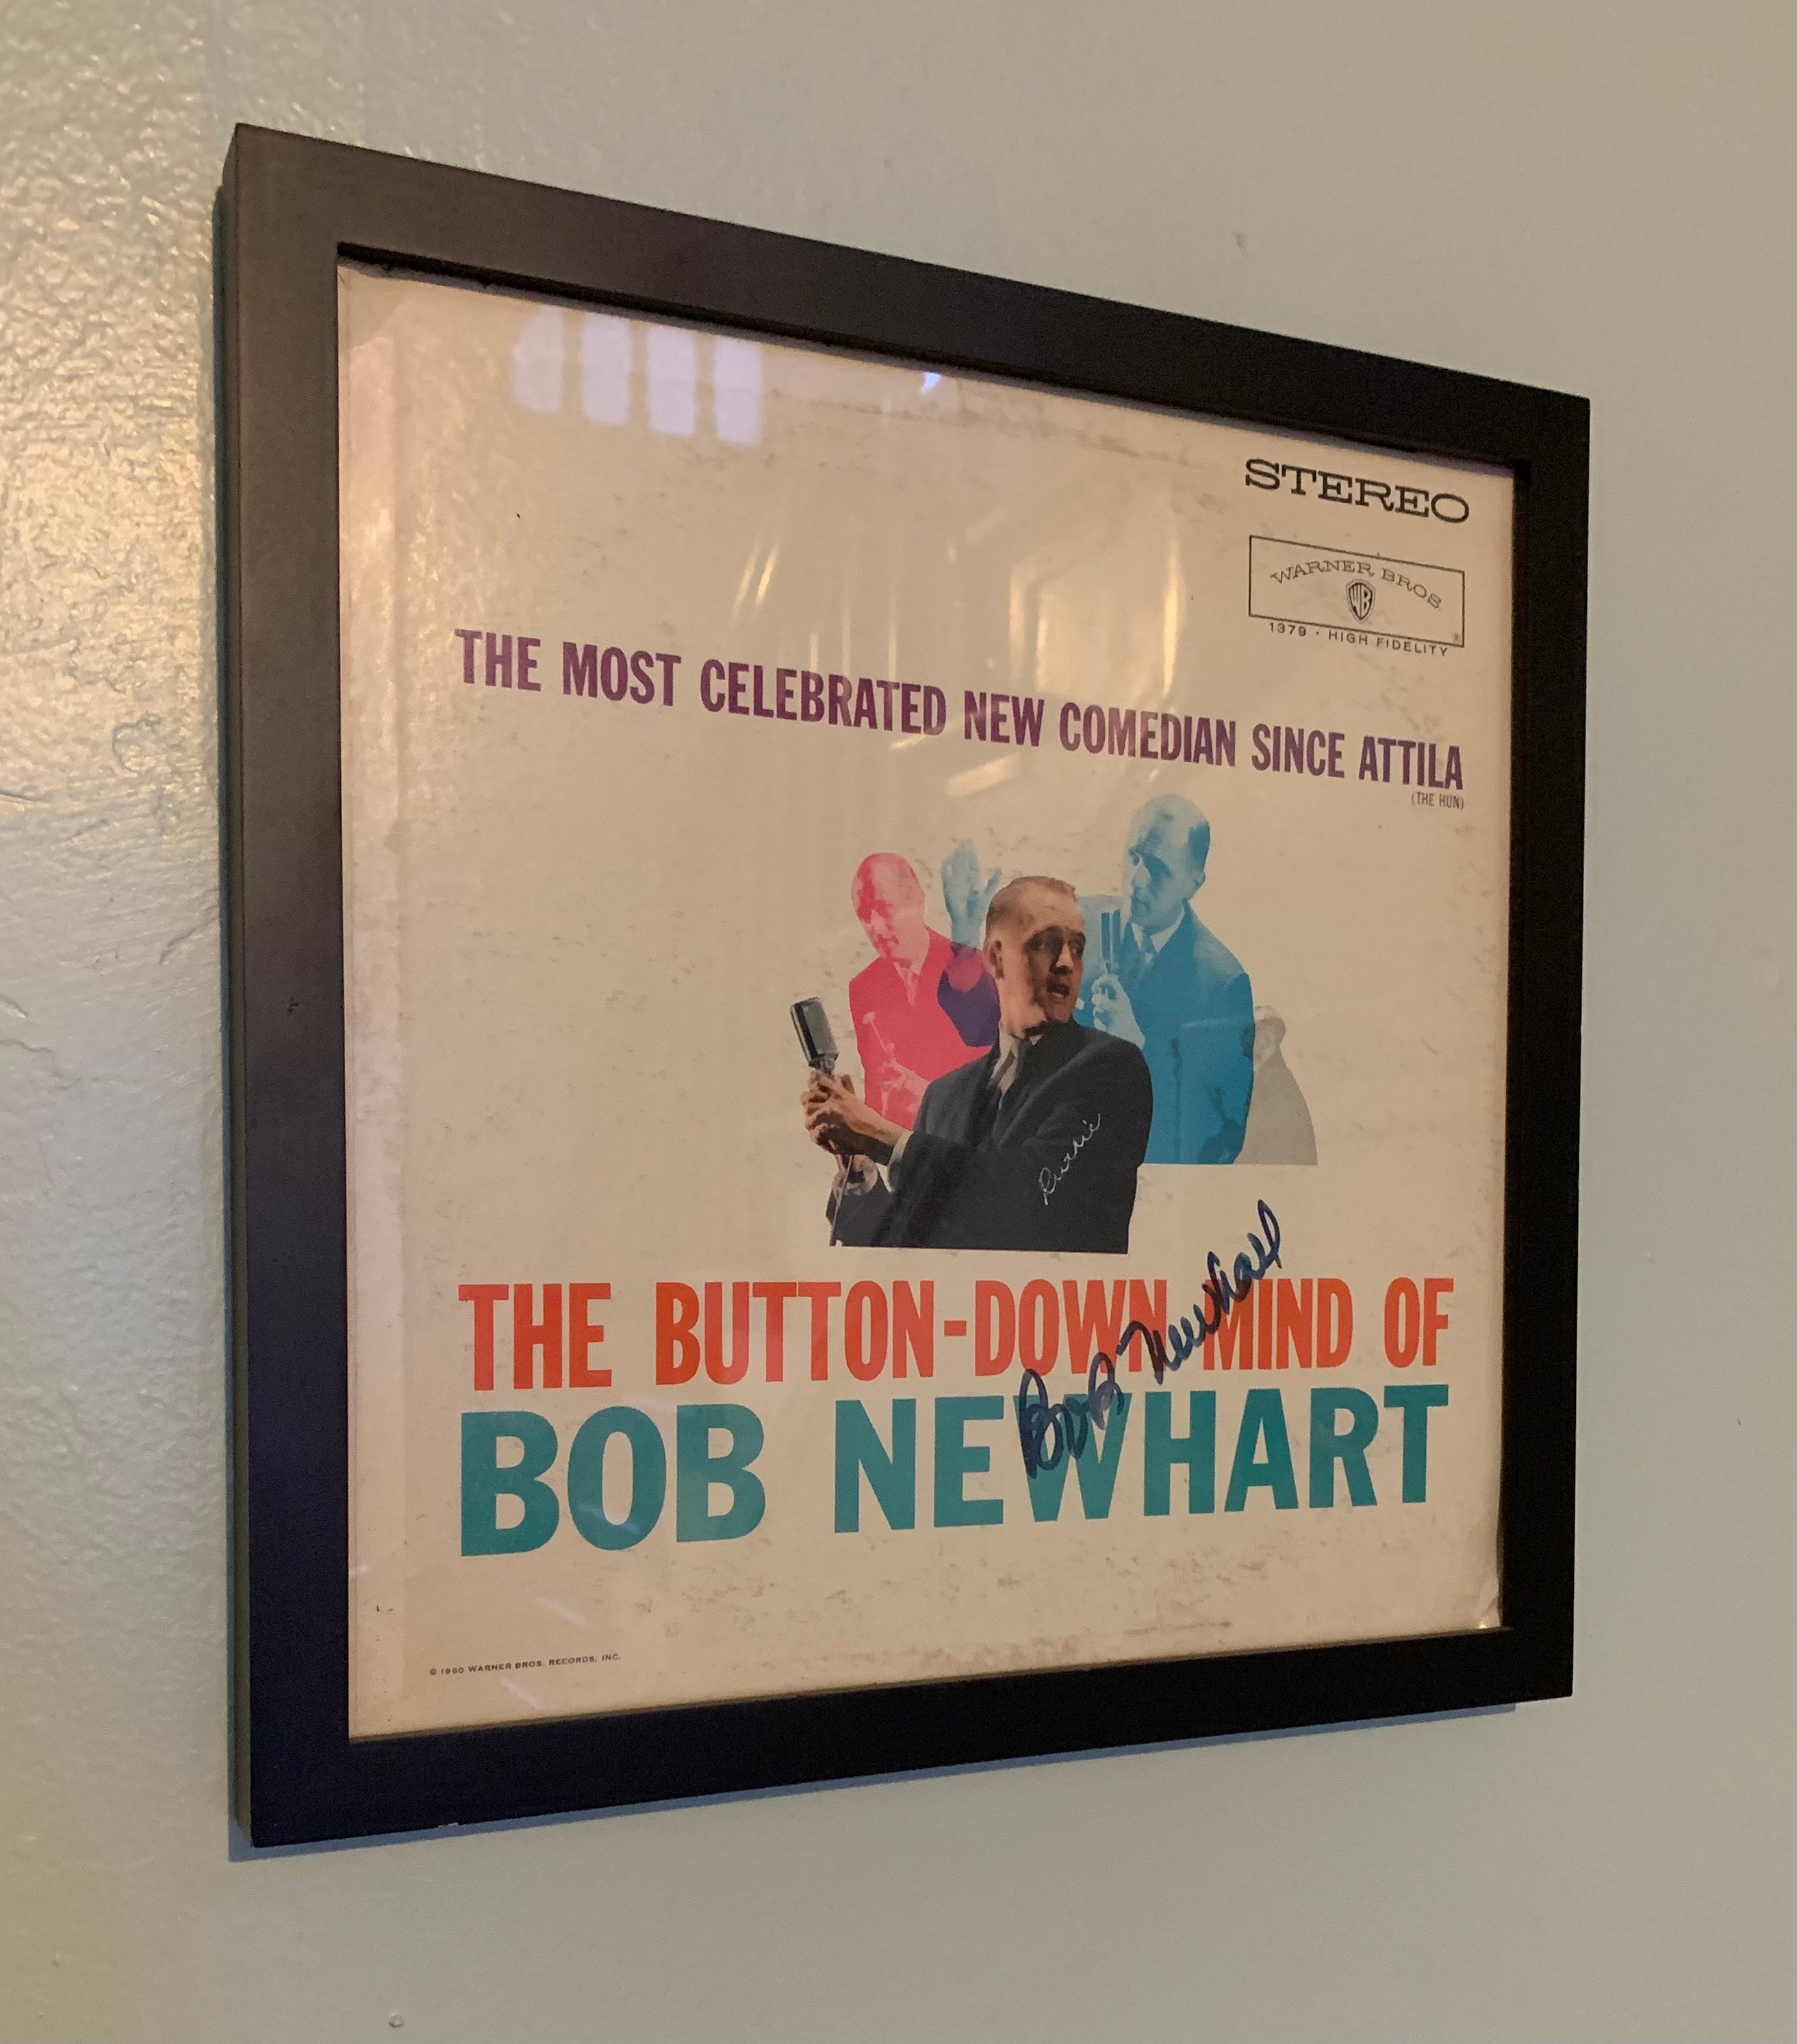 STEREO
WARNER BROS.
WB
®
1379 • HIGH FIDELITY
THE MOST CELEBRATED NEW COMEDIAN SINCE ATTILA
(THE HUN)
THE BUTTON-DOWN MIND OF
BOB NEWHART
Bob Newhart
© 1960 WARNER BROS. RECORDS, INC.